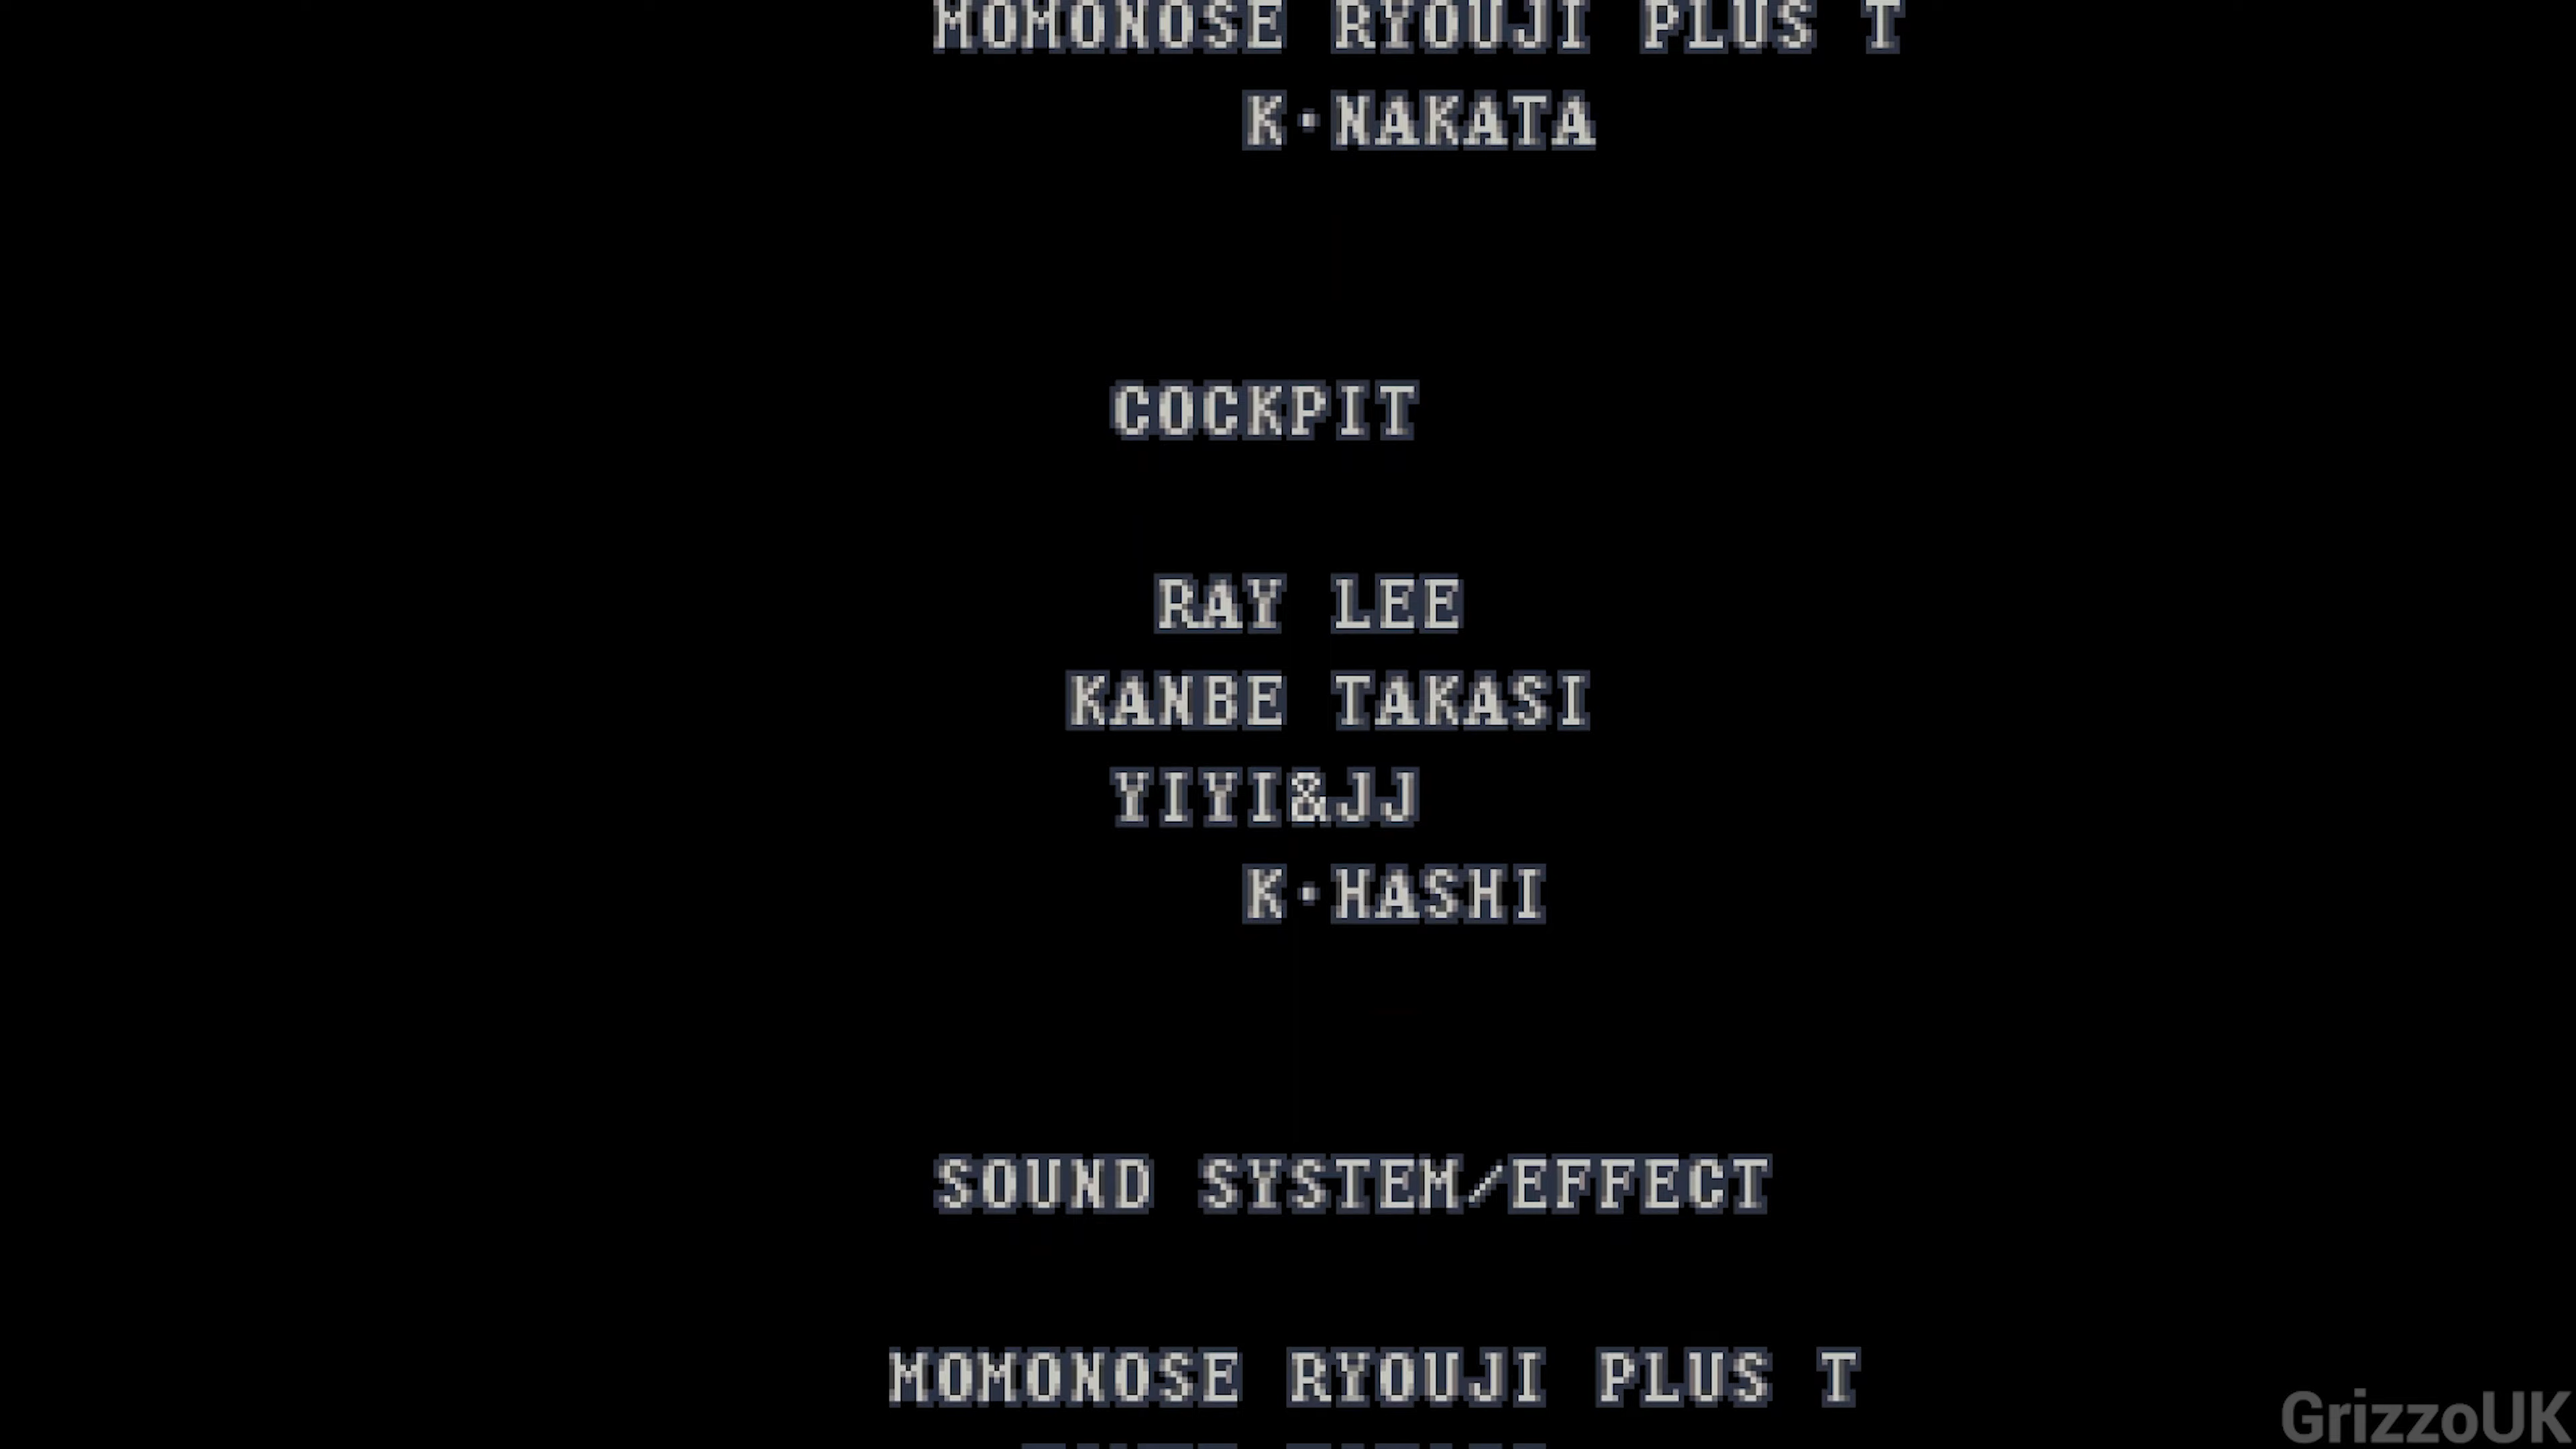 MOMONOSE RYOUJI PLUS T
K·NAKATA
COCKPIT
RAY LEE
KANBE TAKASI
YIYI&JJ
K·HASHI
SOUND SYSTEM/EFFECT
MOMONOSE RYOUJI PLUS T
GrizzoUK